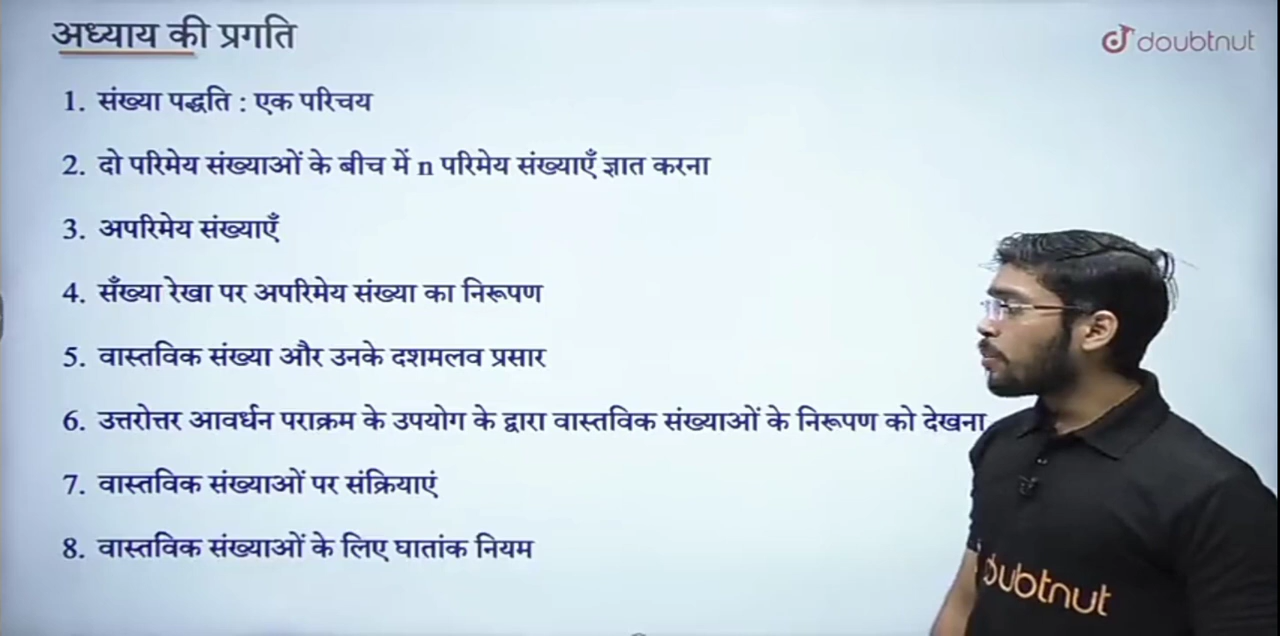 अध्याय की प्रगति
doubtnut
1. संख्या पद्धति : एक परिचय
2. दो परिमेय संख्याओं के बीच में n परिमेय संख्याएँ ज्ञात करना
3. अपरिमेय संख्याएँ
4. सँख्या रेखा पर अपरिमेय संख्या का निरूपण
5. वास्तविक संख्या और उनके दशमलव प्रसार
6. उत्तरोत्तर आवर्धन पराक्रम के उपयोग के द्वारा वास्तविक संख्याओं के निरूपण को देखना
7. वास्तविक संख्याओं पर संक्रियाएं
8. वास्तविक संख्याओं के लिए घातांक नियम
doubtnut